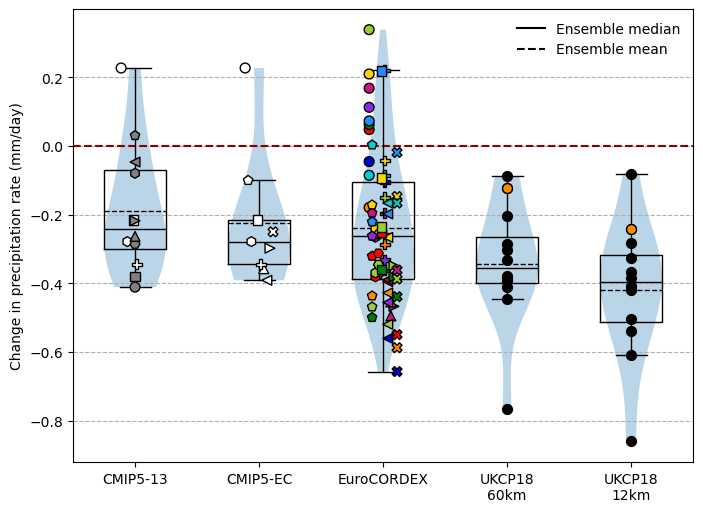 Ensemble median
Ensemble mean
Change in precipitation rate (mm/day)
0.2
0.0
−0.2
−0.4
−0.6
−0.8
CMIP5-13
CMIP5-EC
EuroCORDEX
UKCP18
60km
UKCP18
12km